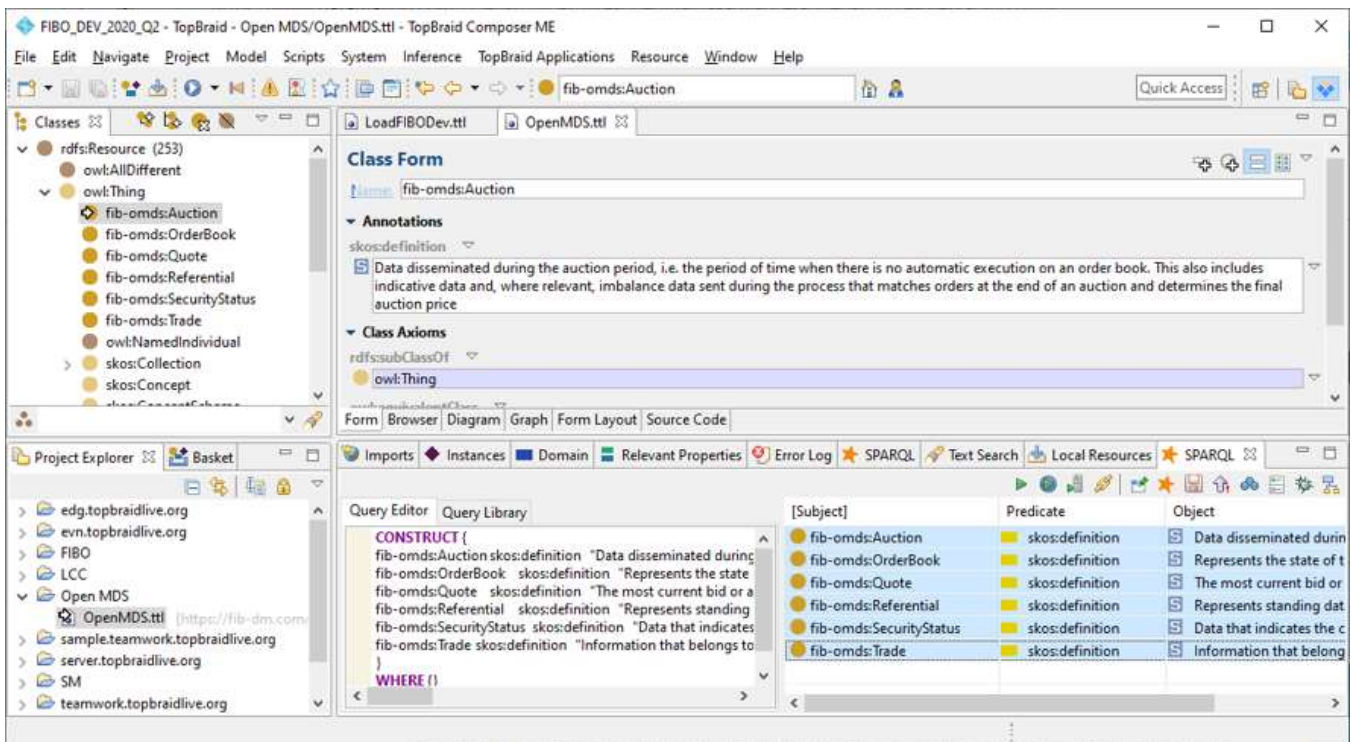 FIBO_DEV_2020_Q2 - TopBraid - Open MDS/OpenMDS.ttl - TopBraid Composer ME
File Edit Navigate Project Model Scripts System Inference TopBraid Applications Resource Window Help
fib-omds:Auction
Quick Access
Classes
rdfs:Resource (253)
owl:AllDifferent
owl:Thing
fib-omds:Auction
fib-omds:OrderBook
fib-omds:Quote
fib-omds:Referential
fib-omds:SecurityStatus
fib-omds:Trade
owl:NamedIndividual
skos:Collection
skos:Concept
LoadFIBODev.ttl OpenMDS.ttl
Class Form
Name: fib-omds:Auction
Annotations
skos:definition
Data disseminated during the auction period, i.e. the period of time when there is no automatic execution on an order book. This also includes
indicative data and, where relevant, imbalance data sent during the process that matches orders at the end of an auction and determines the final
auction price
Class Axioms
rdfs:subClassOf
owl:Thing
Form Browser Diagram Graph Form Layout Source Code
Project Explorer Basket
edg.topbraidlive.org
evn.topbraidlive.org
FIBO
LCC
Open MDS
OpenMDS.ttl [https://fib-dm.com/
sample.teamwork.topbraidlive.org
server.topbraidlive.org
SM
teamwork.topbraidlive.org
Imports Instances Domain Relevant Properties Error Log SPARQL Text Search Local Resources SPARQL
Query Editor Query Library
CONSTRUCT {
fib-omds:Auction skos:definition "Data disseminated during
fib-omds:OrderBook skos:definition "Represents the state
fib-omds:Quote skos:definition "The most current bid or a
fib-omds:Referential skos:definition "Represents standing
fib-omds:SecurityStatus skos:definition "Data that indicates
fib-omds:Trade skos:definition "Information that belongs to
}
WHERE {}
[Subject] Predicate Object
fib-omds:Auction skos:definition Data disseminated durin
fib-omds:OrderBook skos:definition Represents the state of t
fib-omds:Quote skos:definition The most current bid or
fib-omds:Referential skos:definition Represents standing dat
fib-omds:SecurityStatus skos:definition Data that indicates the c
fib-omds:Trade skos:definition Information that belong